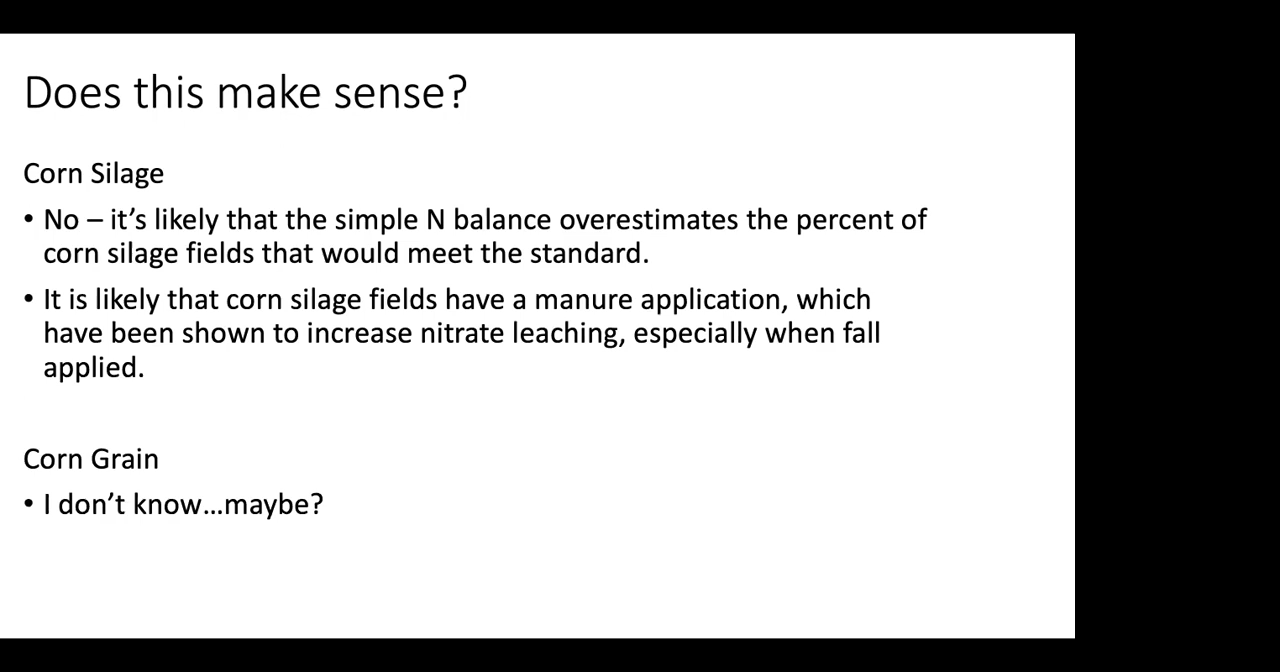 Does this make sense?
Corn Silage
• No – it’s likely that the simple N balance overestimates the percent of
corn silage fields that would meet the standard.
• It is likely that corn silage fields have a manure application, which
have been shown to increase nitrate leaching, especially when fall
applied.
Corn Grain
• I don’t know…maybe?